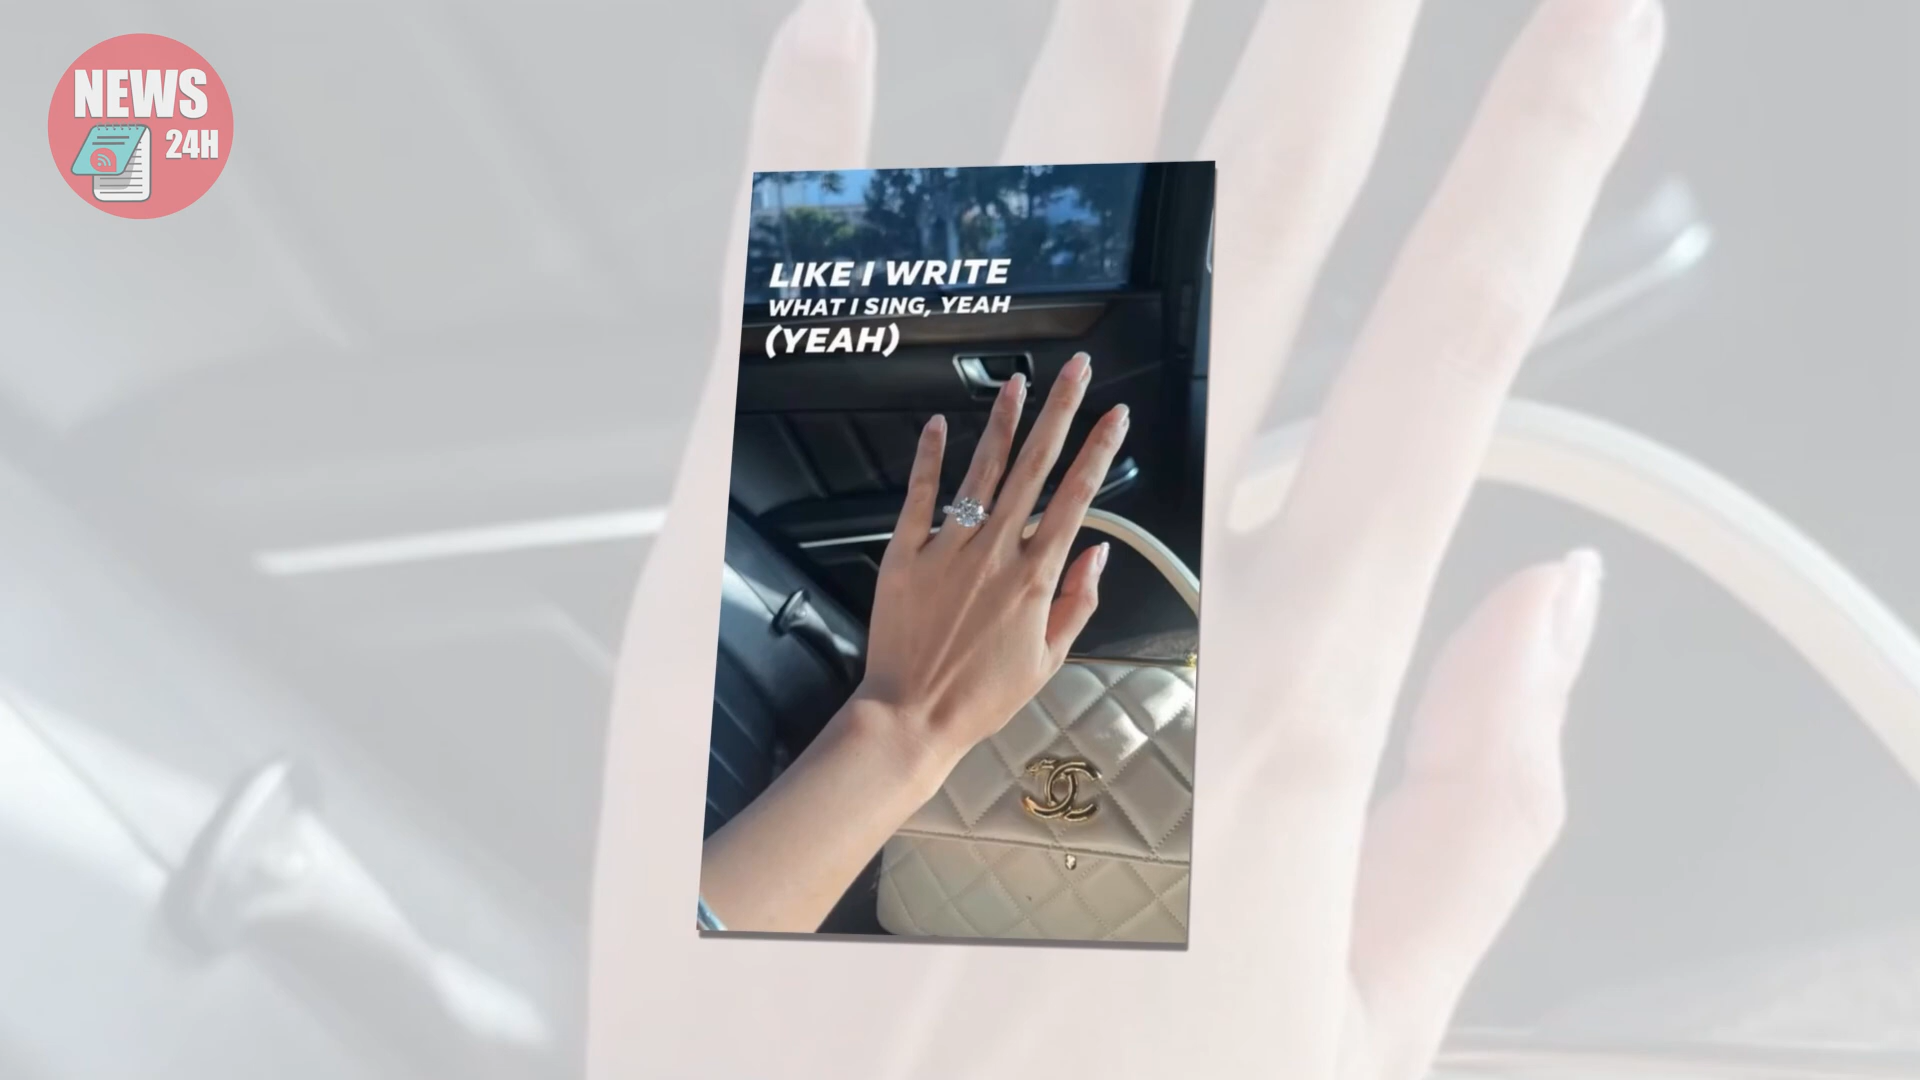 NEWS
24H
LIKE I WRITE
WHAT I SING, YEAH
(YEAH)